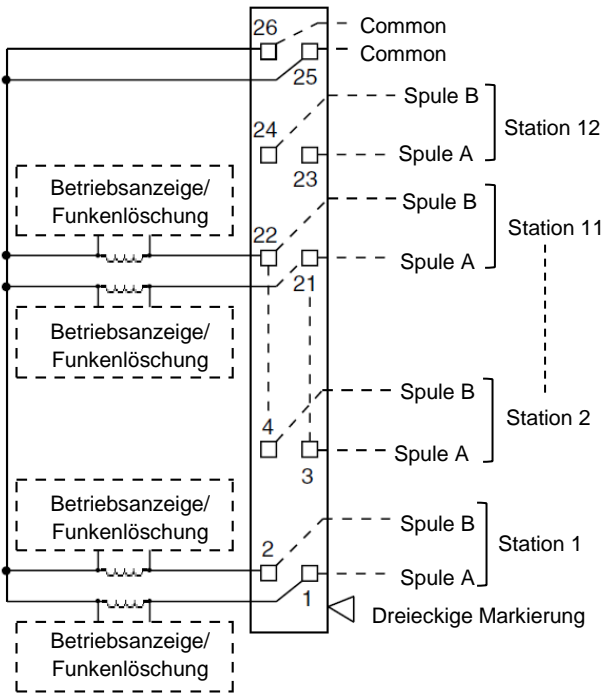 26
Common
Common
25
Spule B
24
Station 12
Spule A
23
Betriebsanzeige/
Funkenlöschung
Spule B
22
Station 11
Spule A
21
Betriebsanzeige/
Funkenlöschung
Spule B
4
Station 2
Spule A
3
Betriebsanzeige/
Funkenlöschung
Spule B
2
Station 1
Spule A
1
Dreieckige Markierung
Betriebsanzeige/
Funkenlöschung